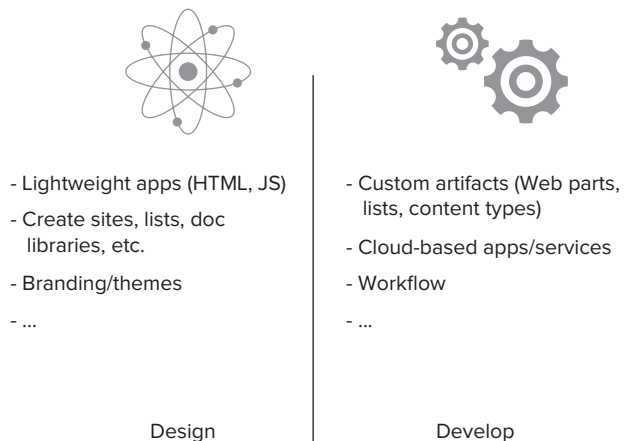 - Lightweight apps (HTML, JS)
- Create sites, lists, doc
libraries, etc.
- Branding/themes
- ...
Design
- Custom artifacts (Web parts,
lists, content types)
- Cloud-based apps/services
- Workflow
- ...
Develop